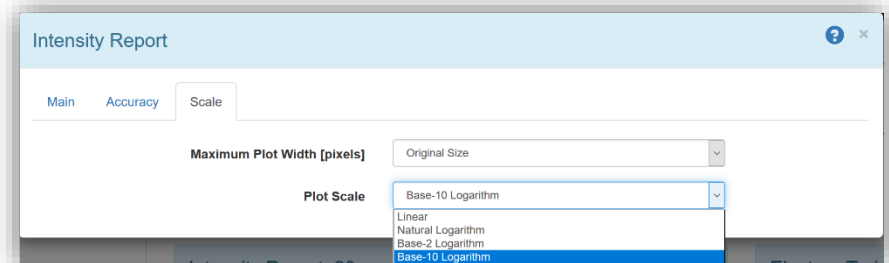 Intensity Report
Main Accuracy Scale
Maximum Plot Width [pixels] Original Size
Plot Scale Base-10 Logarithm
Linear
Natural Logarithm
Base-2 Logarithm
Base-10 Logarithm